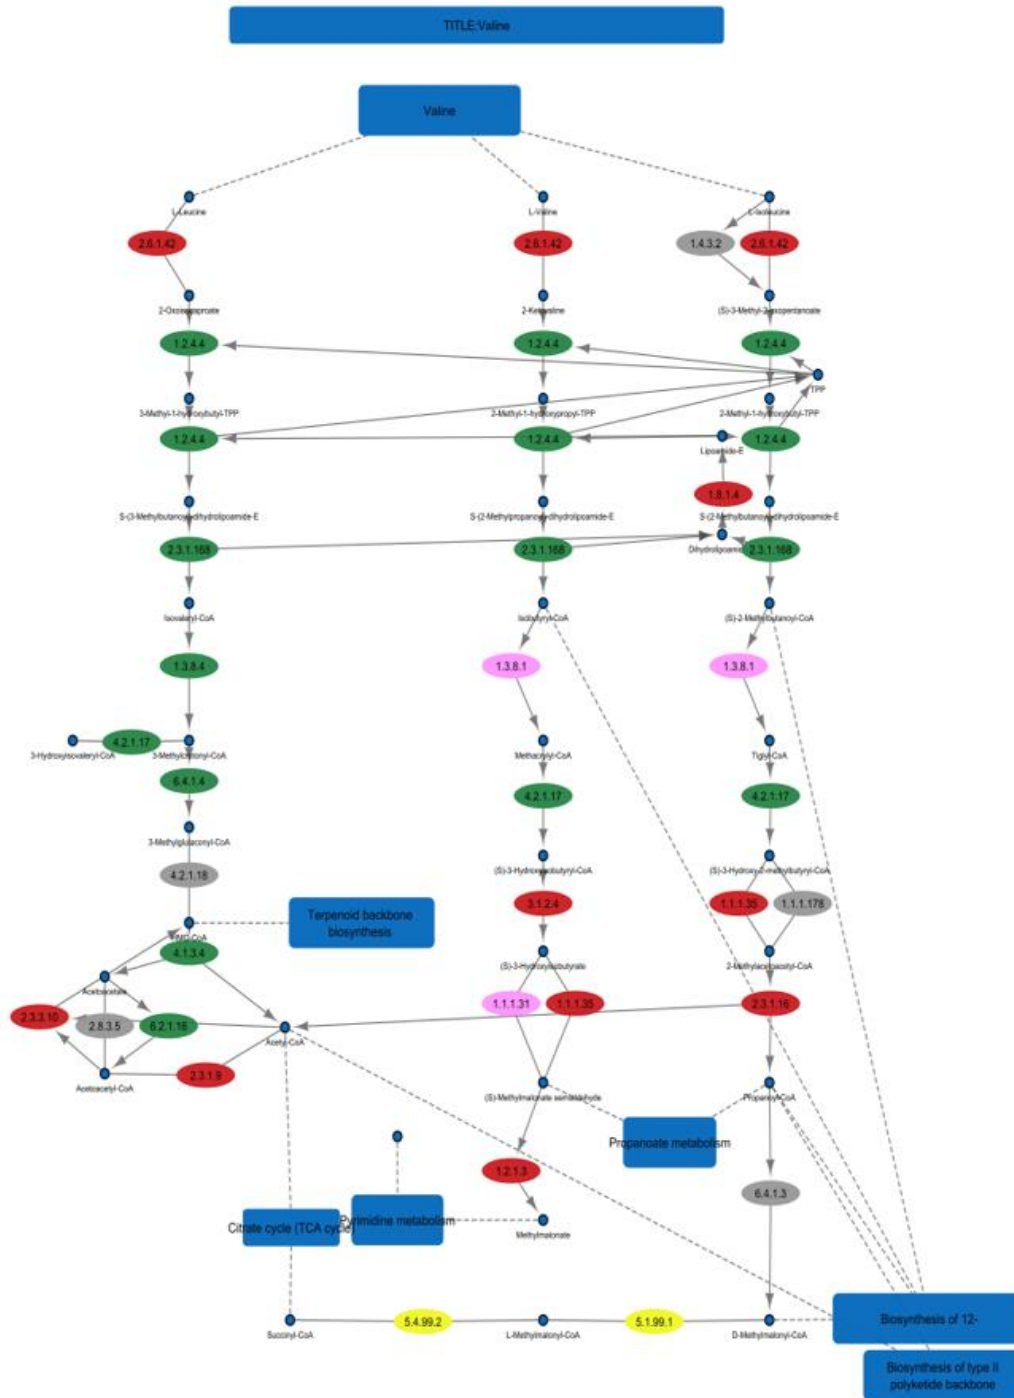 TITLE:Valine
Valine
L-Leucine
L-Valine
L-Isoleucine
2.6.1.42
2.6.1.42
1.4.3.2
2.6.1.42
2-Oxoisocaproate
2-Ketovaline
(S)-3-Methyl-2-oxopentanoate
1.2.4.4
1.2.4.4
1.2.4.4
TPP
3-Methyl-1-hydroxybutyl-TPP
2-Methyl-1-hydroxypropyl-TPP
2-Methyl-1-hydroxybutyl-TPP
1.2.4.4
1.2.4.4
1.2.4.4
Lipoamide-E
1.8.1.4
S-(3-Methylbutanoyl)-dihydrolipoamide-E
S-(2-Methylpropanoyl)-dihydrolipoamide-E
S-(2-Methylbutanoyl)-dihydrolipoamide-E
2.3.1.168
2.3.1.168
2.3.1.168
Isovaleryl-CoA
Isobutyryl-CoA
(S)-2-Methylbutanoyl-CoA
1.3.8.4
1.3.8.1
1.3.8.1
4.2.1.17
3-Hydroxyisovaleryl-CoA
3-Methylcrotonyl-CoA
Methacrylyl-CoA
Tiglyl-CoA
6.4.1.4
4.2.1.17
4.2.1.17
3-Methylglutaconyl-CoA
(S)-3-Hydroxyisobutyryl-CoA
(S)-3-Hydroxy-2-methylbutyryl-CoA
4.2.1.18
3.1.2.4
1.1.1.35
1.1.1.178
Terpenoid backbone
biosynthesis
HMG-CoA
4.1.3.4
(S)-3-Hydroxyisobutyrate
2-Methylacetoacetyl-CoA
Acetoacetate
1.1.1.31
1.1.1.35
2.3.1.16
2.3.3.10
2.8.3.5
6.2.1.16
Acetyl-CoA
2.3.1.9
Acetoacetyl-CoA
(S)-Methylmalonate semialdehyde
Propanoyl-CoA
Propanoate metabolism
1.2.1.3
6.4.1.3
Citrate cycle (TCA cycle)
Pyrimidine metabolism
Methylmalonate
5.4.99.2
5.1.99.1
Succinyl-CoA
L-Methylmalonyl-CoA
D-Methylmalonyl-CoA
Biosynthesis of 12-
Biosynthesis of type II
polyketide backbone